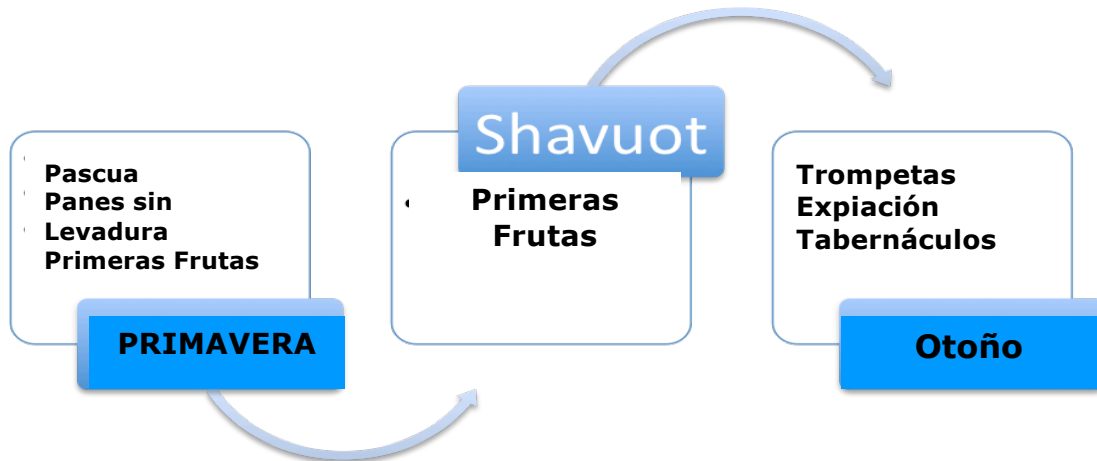 Pascua
Panes sin
Levadura
Primeras Frutas
PRIMAVERA
Shavuot
Primeras
Frutas
Trompetas
Expiación
Tabernáculos
Otoño